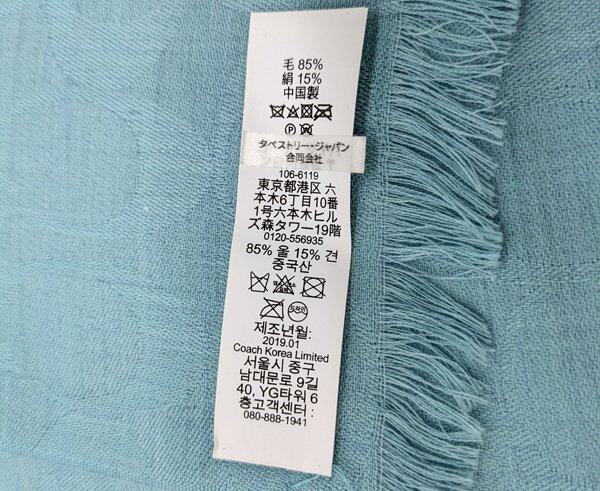 毛 85%
絹 15%
中国製
タペストリー・ジャパン
合同会社
106-6119
東京都港区 六
本木6丁目10番
1号六本木ヒル
ズ森タワー19階
0120-556935
85% 울 15% 견
중국산
드라이
제조년월:
2019.01
Coach Korea Limited
서울시 중구
남대문로 9길
40, YG타워 6
층고객센터 :
080-888-1941